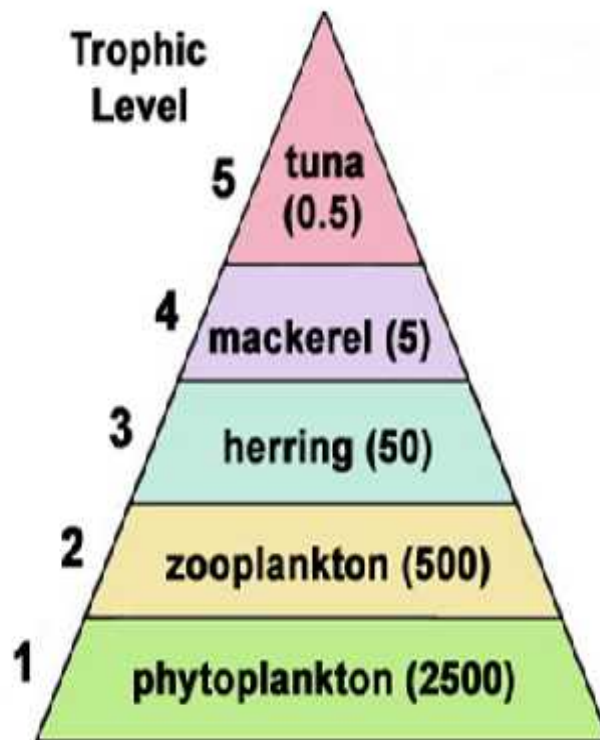 Trophic
Level
5
tuna
(0.5)
4
mackerel (5)
3
herring (50)
2
zooplankton (500)
1
phytoplankton (2500)